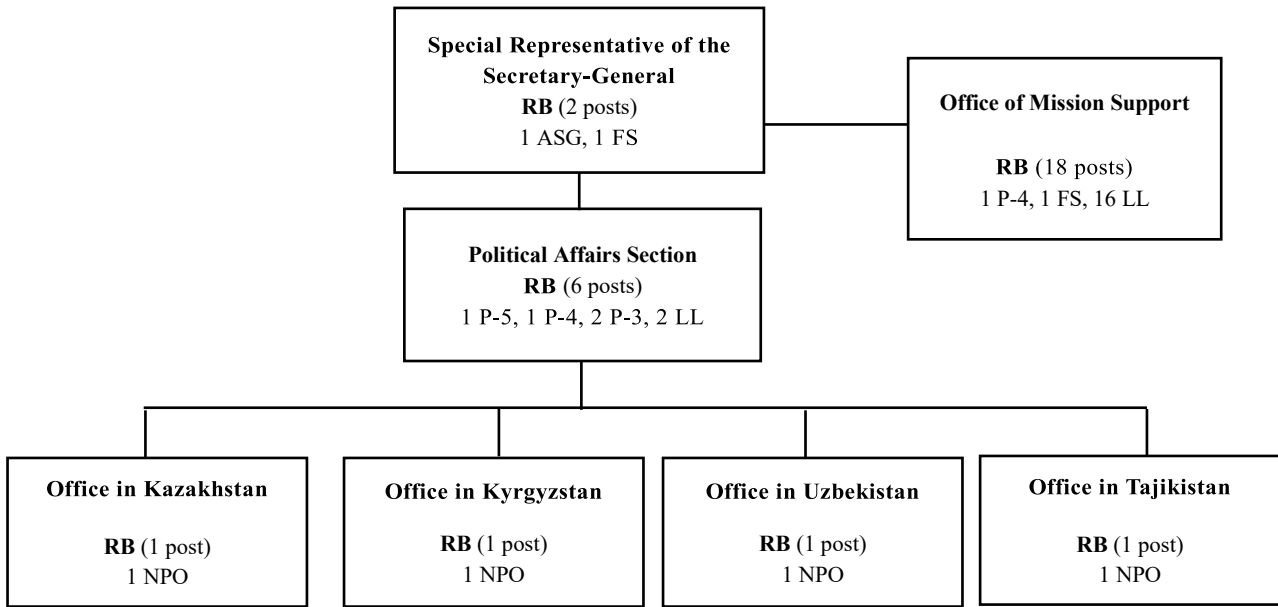 Special Representative of the
Secretary-General
RB (2 posts)
1 ASG, 1 FS
Office of Mission Support
RB (18 posts)
1 P-4, 1 FS, 16 LL
Political Affairs Section
RB (6 posts)
1 P-5, 1 P-4, 2 P-3, 2 LL
Office in Kazakhstan
RB (1 post)
1 NPO
Office in Kyrgyzstan
RB (1 post)
1 NPO
Office in Uzbekistan
RB (1 post)
1 NPO
Office in Tajikistan
RB (1 post)
1 NPO